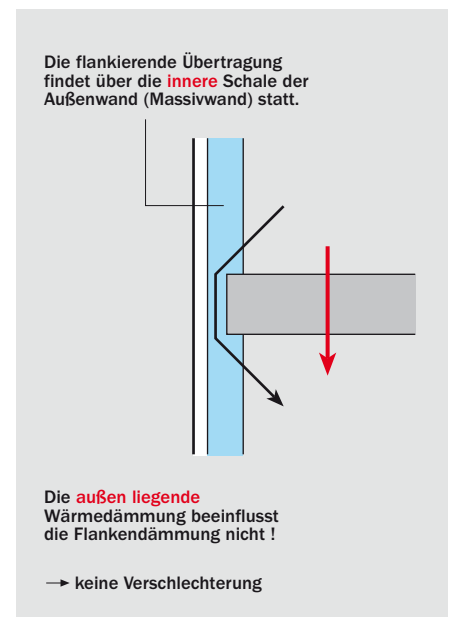 Die flankierende Übertragung
findet über die innere Schale der
Außenwand (Massivwand) statt.
Die außen liegende
Wärmedämmung beeinflusst
die Flankendämmung nicht !
→ keine Verschlechterung